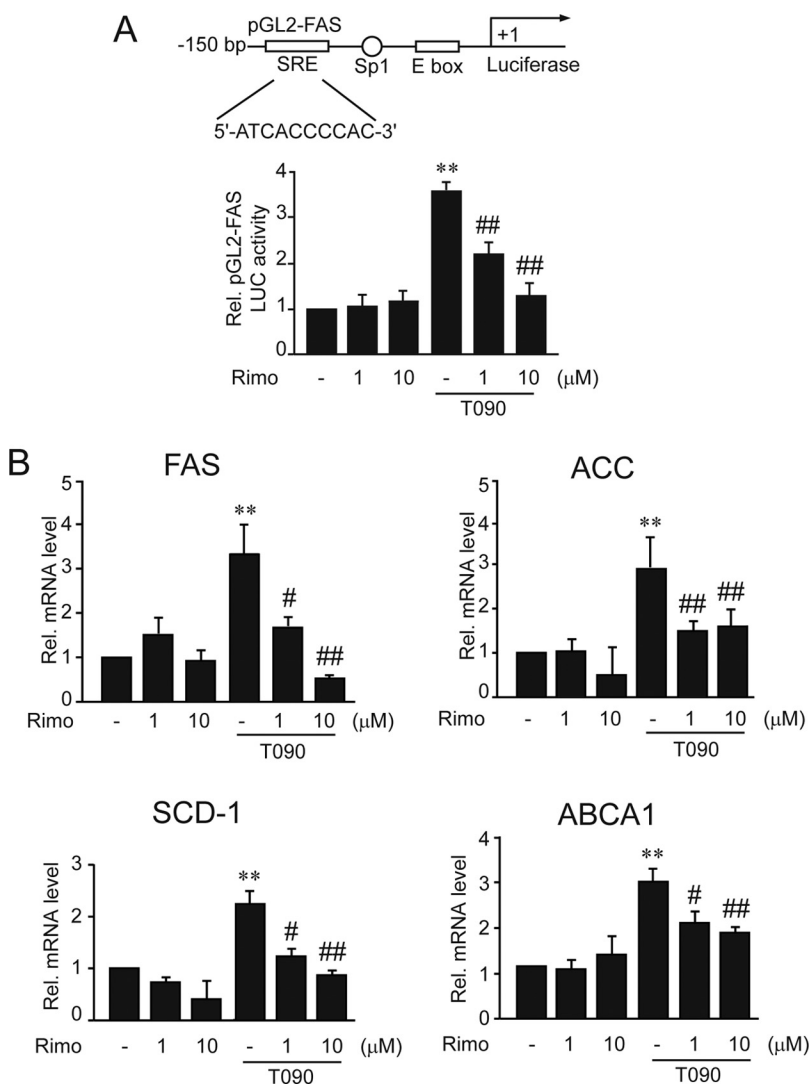 A
pGL2-FAS
-150 bp
+1
SRE Sp1 E box Luciferase
5'-ATCACCCCAC-3'
Rel. pGL2-FAS
LUC activity
4
3
2
1
0
**
##
##
Rimo - 1 10 - 1 10 (μM)
T090
B
FAS
Rel. mRNA level
5
4
3
2
1
0
**
#
##
Rimo - 1 10 - 1 10 (μM)
T090
ACC
Rel. mRNA level
5
4
3
2
1
0
**
##
##
Rimo - 1 10 - 1 10 (μM)
T090
SCD-1
Rel. mRNA level
3
2
1
0
**
#
##
Rimo - 1 10 - 1 10 (μM)
T090
ABCA1
Rel. mRNA level
4
3
2
1
0
**
#
##
Rimo - 1 10 - 1 10 (μM)
T090